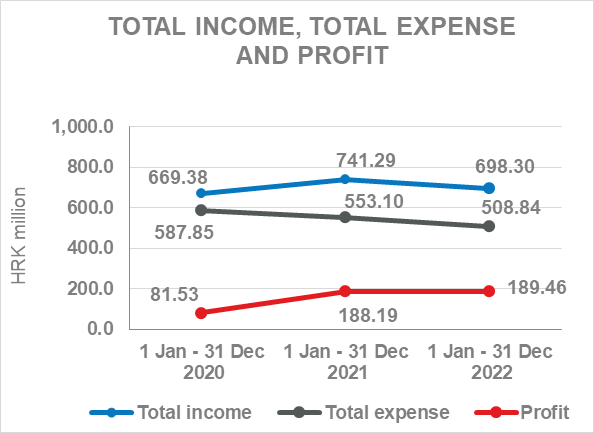 TOTAL INCOME, TOTAL EXPENSE
AND PROFIT
HRK million
1,000.0
800.0
600.0
400.0
200.0
0.0
669.38
741.29
698.30
587.85
553.10
508.84
81.53
188.19
189.46
1 Jan - 31 Dec
2020
1 Jan - 31 Dec
2021
1 Jan - 31 Dec
2022
Total income
Total expense
Profit